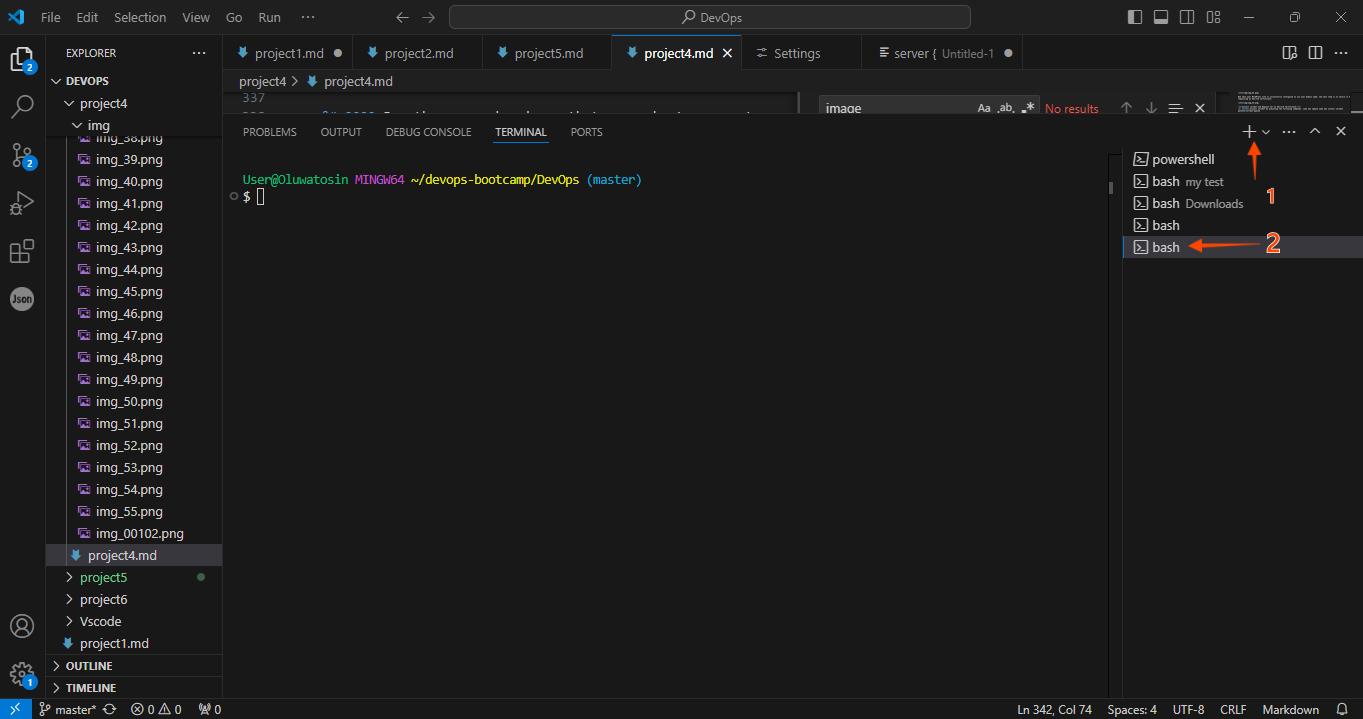 File Edit Selection View Go Run ···
DevOps
EXPLORER
DEVOPS
project4
img
img_38.png
img_39.png
img_40.png
img_41.png
img_42.png
img_43.png
img_44.png
img_45.png
img_46.png
img_47.png
img_48.png
img_49.png
img_50.png
img_51.png
img_52.png
img_53.png
img_54.png
img_55.png
img_00102.png
project4.md
project5
project6
Vscode
project1.md
OUTLINE
TIMELINE
2
2
Json
1
project1.md project2.md project5.md project4.md Settings server { Untitled-1
project4 > project4.md
337
image Aa ab. .* No results
PROBLEMS OUTPUT DEBUG CONSOLE TERMINAL PORTS
User@Oluwatosin MINGW64 ~/devops-bootcamp/DevOps (master)
$
powershell
bash my test
bash Downloads
bash
bash
1
2
master* 0 0 0
Ln 342, Col 74 Spaces: 4 UTF-8 CRLF Markdown